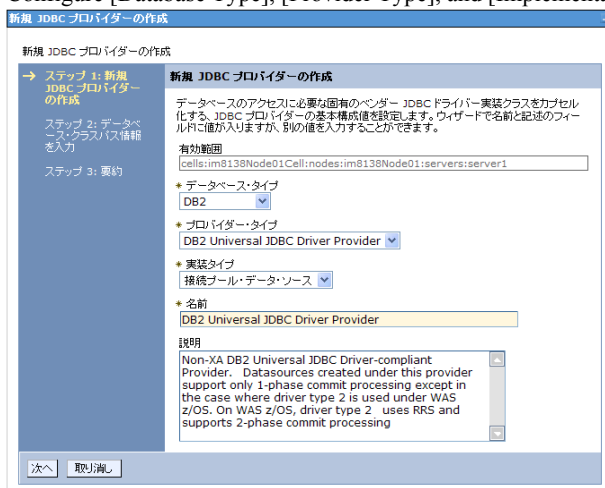 Configure [Database Type], [Provider Type], and [Implementa
新規 JDBC プロバイダーの作成
新規 JDBC プロバイダーの作成
→ ステップ 1: 新規
JDBC プロバイダー
の作成
ステップ 2: データベ
ース・クラスパス情報
を入力
ステップ 3: 要約
新規 JDBC プロバイダーの作成
データベースのアクセスに必要な固有のベンダー JDBC ドライバー実装クラスをカプセル
化する、JDBC プロバイダーの基本構成値を設定します。ウィザードで名前と記述のフィー
ルドに値が入りますが、別の値を入力することができます。
有効範囲
cells:im8138Node01Cell:nodes:im8138Node01:servers:server1
* データベース・タイプ
DB2
* プロバイダー・タイプ
DB2 Universal JDBC Driver Provider
* 実装タイプ
接続プール・データ・ソース
* 名前
DB2 Universal JDBC Driver Provider
説明
Non-XA DB2 Universal JDBC Driver-compliant
Provider. Datasources created under this provider
support only 1-phase commit processing except in
the case where driver type 2 is used under WAS
z/OS. On WAS z/OS, driver type 2 uses RRS and
supports 2-phase commit processing
次へ 取り消し